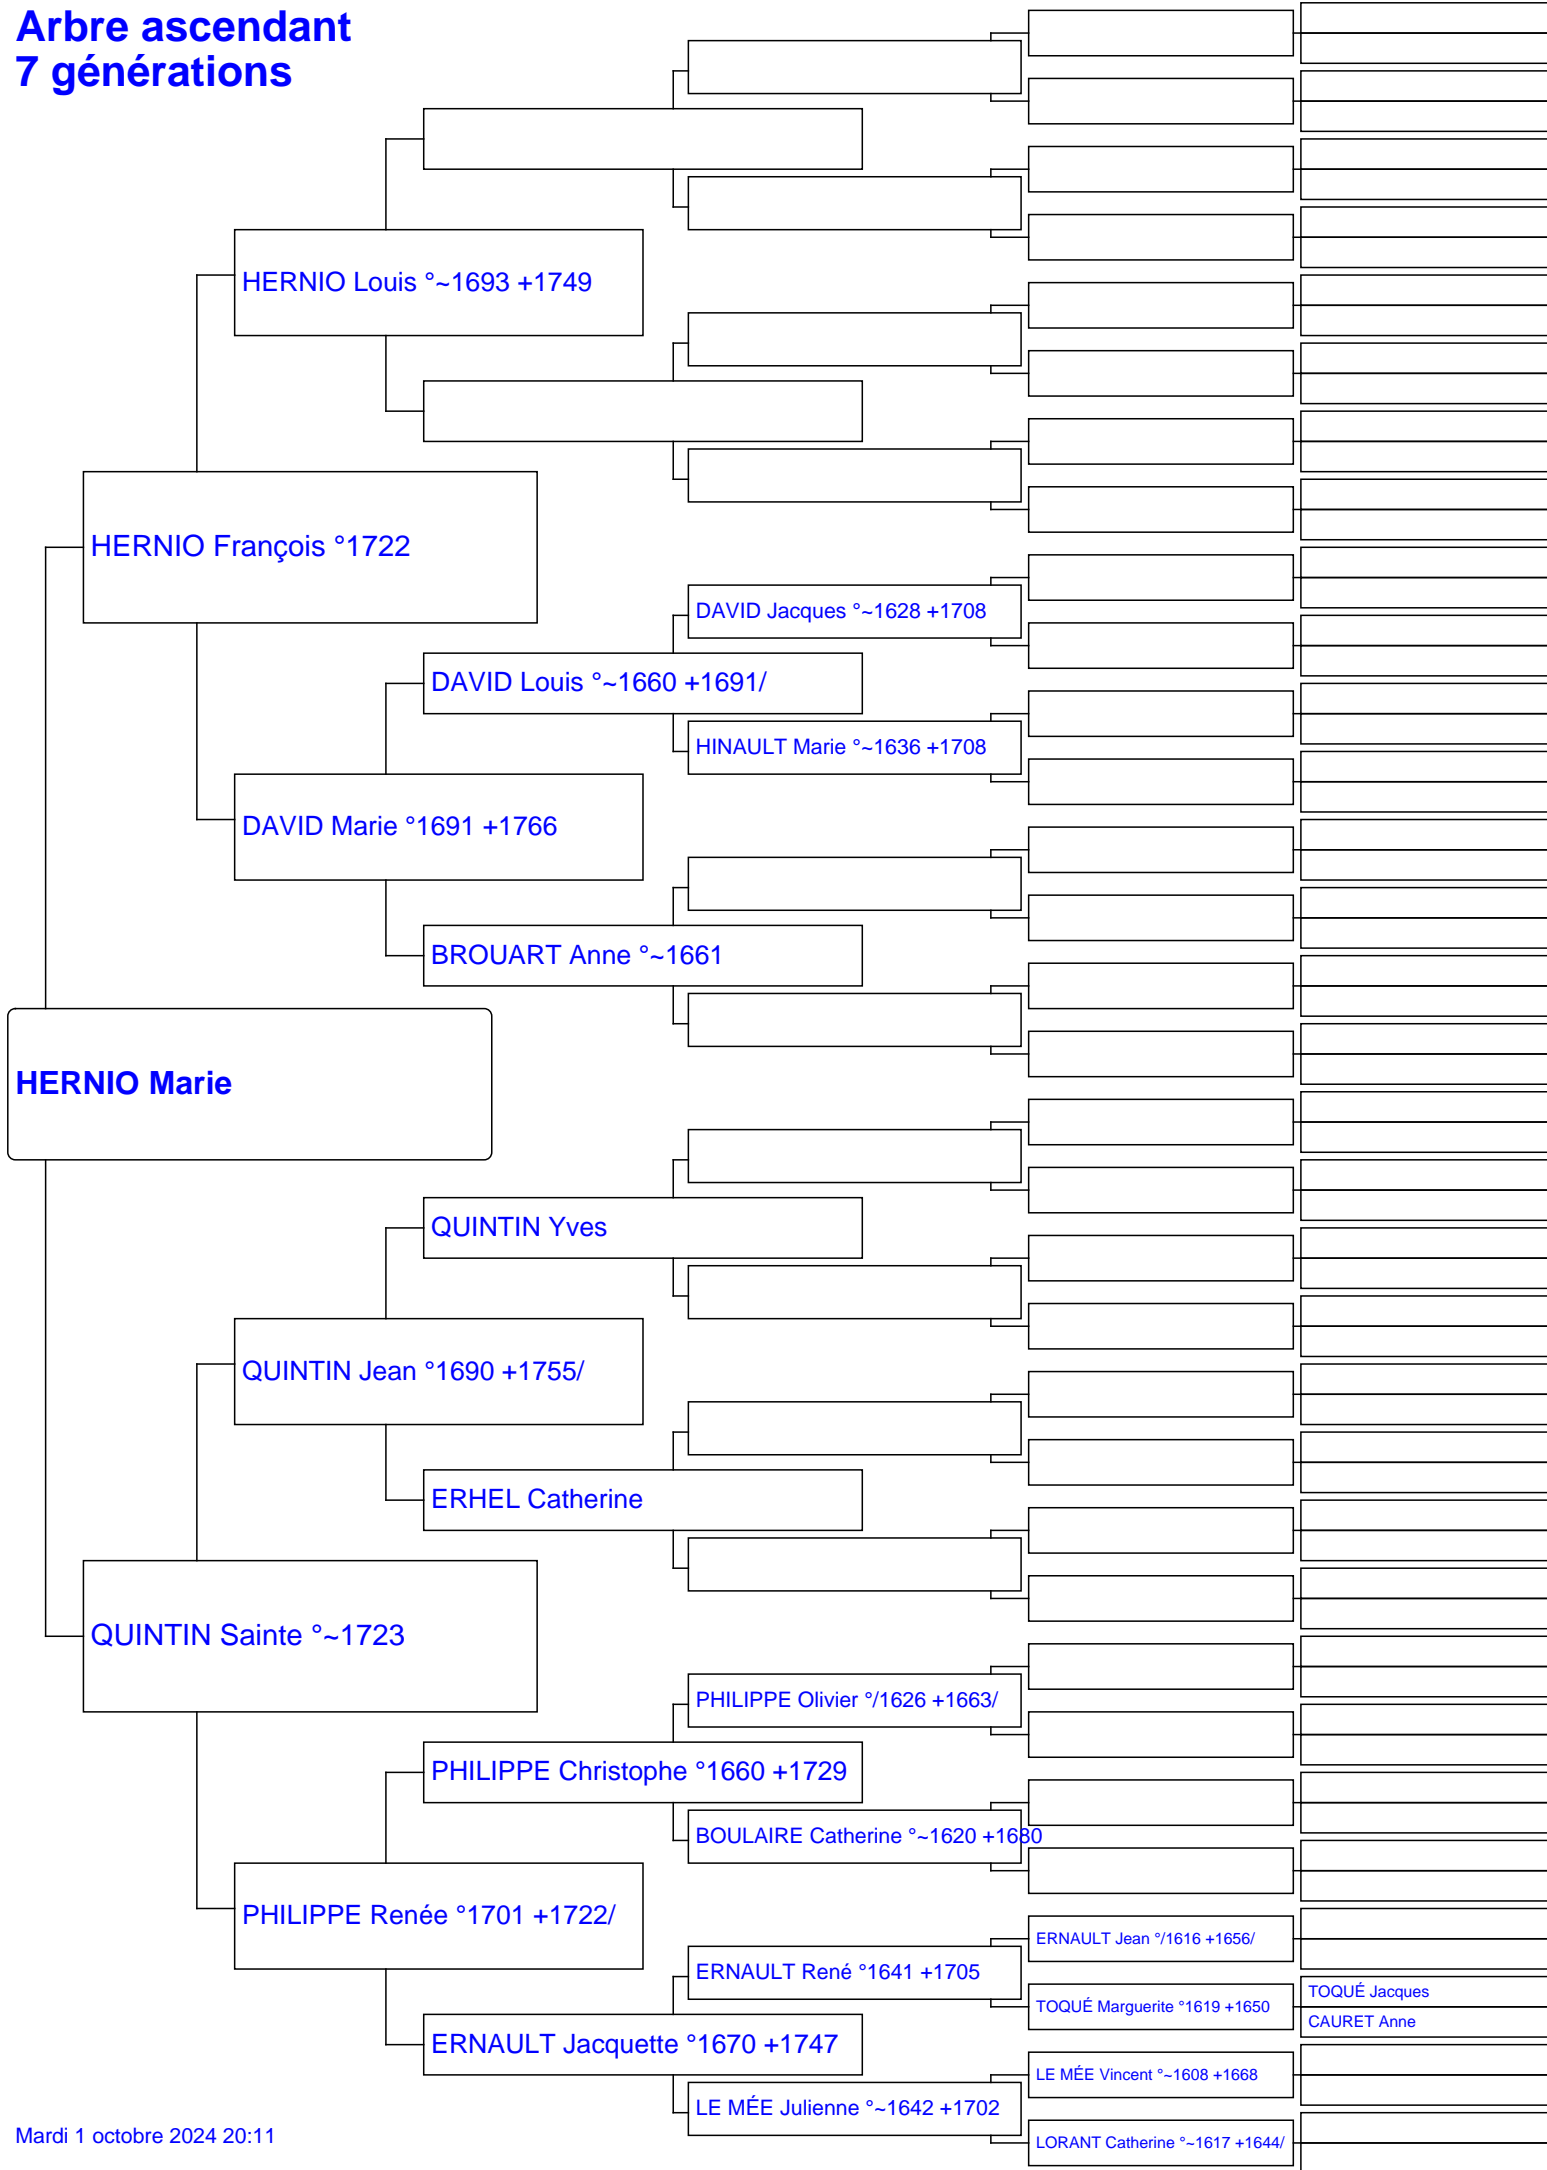 Arbre ascendant
7 générations
HERNIO Louis °~1693 +1749
HERNIO François °1722
DAVID Jacques °~1628 +1708
DAVID Louis °~1660 +1691/
HINAULT Marie °~1636 +1708
DAVID Marie °1691 +1766
BROUART Anne °~1661
HERNIO Marie
QUINTIN Yves
QUINTIN Jean °1690 +1755/
ERHEL Catherine
QUINTIN Sainte °~1723
PHILIPPE Olivier °/1626 +1663/
PHILIPPE Christophe °1660 +1729
BOULAIRE Catherine °~1620 +1680
PHILIPPE Renée °1701 +1722/
ERNAULT Jean °/1616 +1656/
ERNAULT René °1641 +1705
TOQUÉ Jacques
TOQUÉ Marguerite °1619 +1650
CAURET Anne
ERNAULT Jacquette °1670 +1747
LE MÉE Vincent °~1608 +1668
LE MÉE Julienne °~1642 +1702
LORANT Catherine °~1617 +1644/
Mardi 1 octobre 2024 20:11